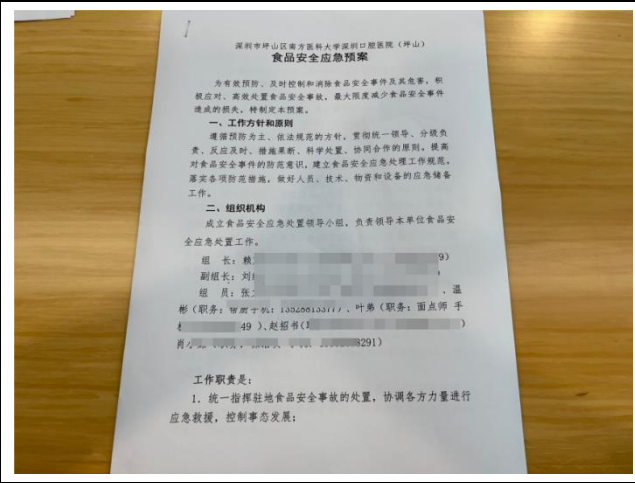 深圳市坪山区南方医科大学深圳口腔医院（坪山）
食品安全应急预案
为有效预防、及时控制和消除食品安全事件及其危害，积
极应对、高效处置食品安全事故，最大限度减少食品安全事件
造成的损失，特制定本预案。
一、工作方针和原则
遵循预防为主、依法规范的方针，贯彻统一领导、分级负
责、反应及时、措施果断、科学处置、协同合作的原则，提高
对食品安全事件的防范意识，建立食品安全应急处理工作规范，
落实各项防范措施，做好人员、技术、物资和设备的应急储备
工作。
二、组织机构
成立食品安全应急处置领导小组，负责领导本单位食品安
全应急处置工作。
组 长：赖 9）
副组长：刘
组 员：张 、温
彬（职务： 、叶弟（职务：面点师 手
49 ）、赵招书（ ）
肖小 291）
工作职责是：
1、统一指挥驻地食品安全事故的处置，协调各方力量进行
应急救援，控制事态发展；